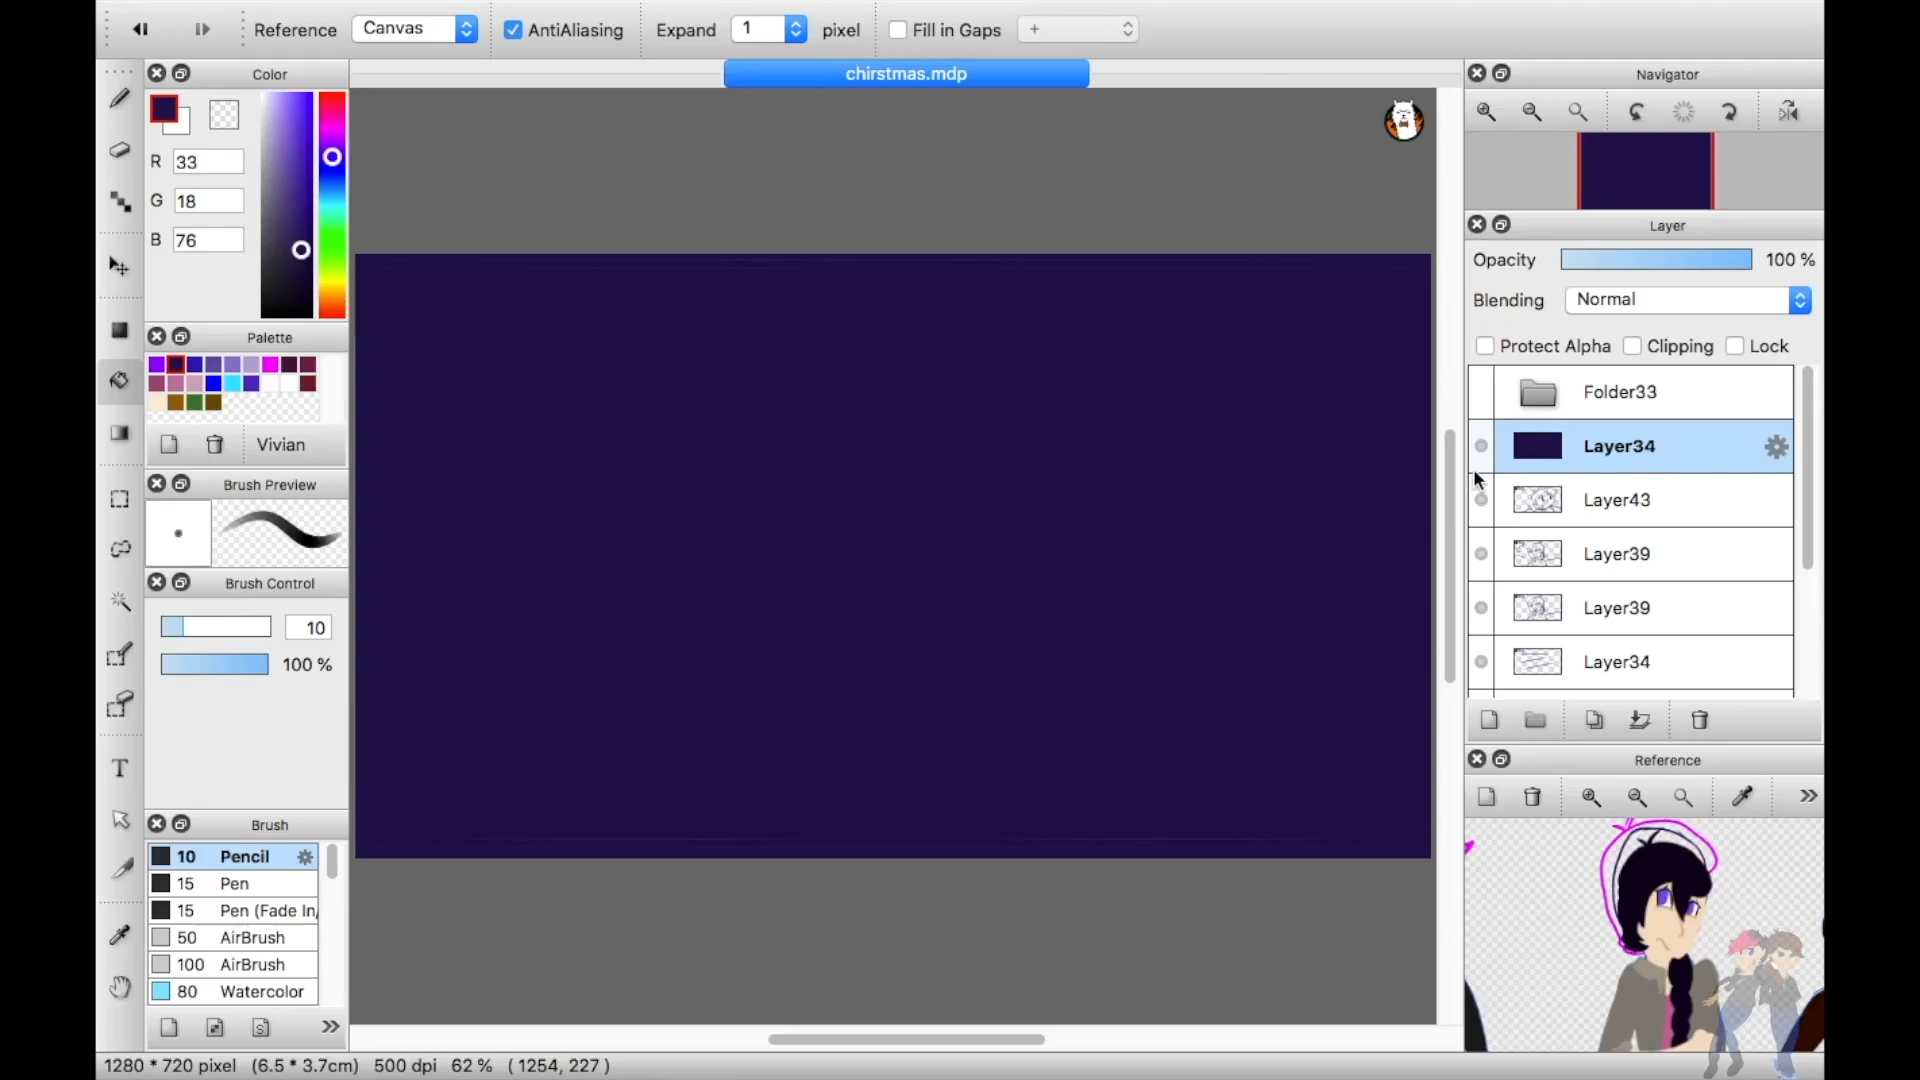 Reference Canvas AntiAliasing Expand 1 pixel Fill in Gaps +
chirstmas.mdp
Color
R 33
G 18
B 76
Palette
Vivian
Brush Preview
Brush Control
10
100 %
Brush
10 Pencil
15 Pen
15 Pen (Fade In/
50 AirBrush
100 AirBrush
80 Watercolor
Navigator
Layer
Opacity 100 %
Blending Normal
Protect Alpha Clipping Lock
Folder33
Layer34
Layer43
Layer39
Layer39
Layer34
Reference
1280 * 720 pixel (6.5 * 3.7cm) 500 dpi 62 % ( 1254, 227 )